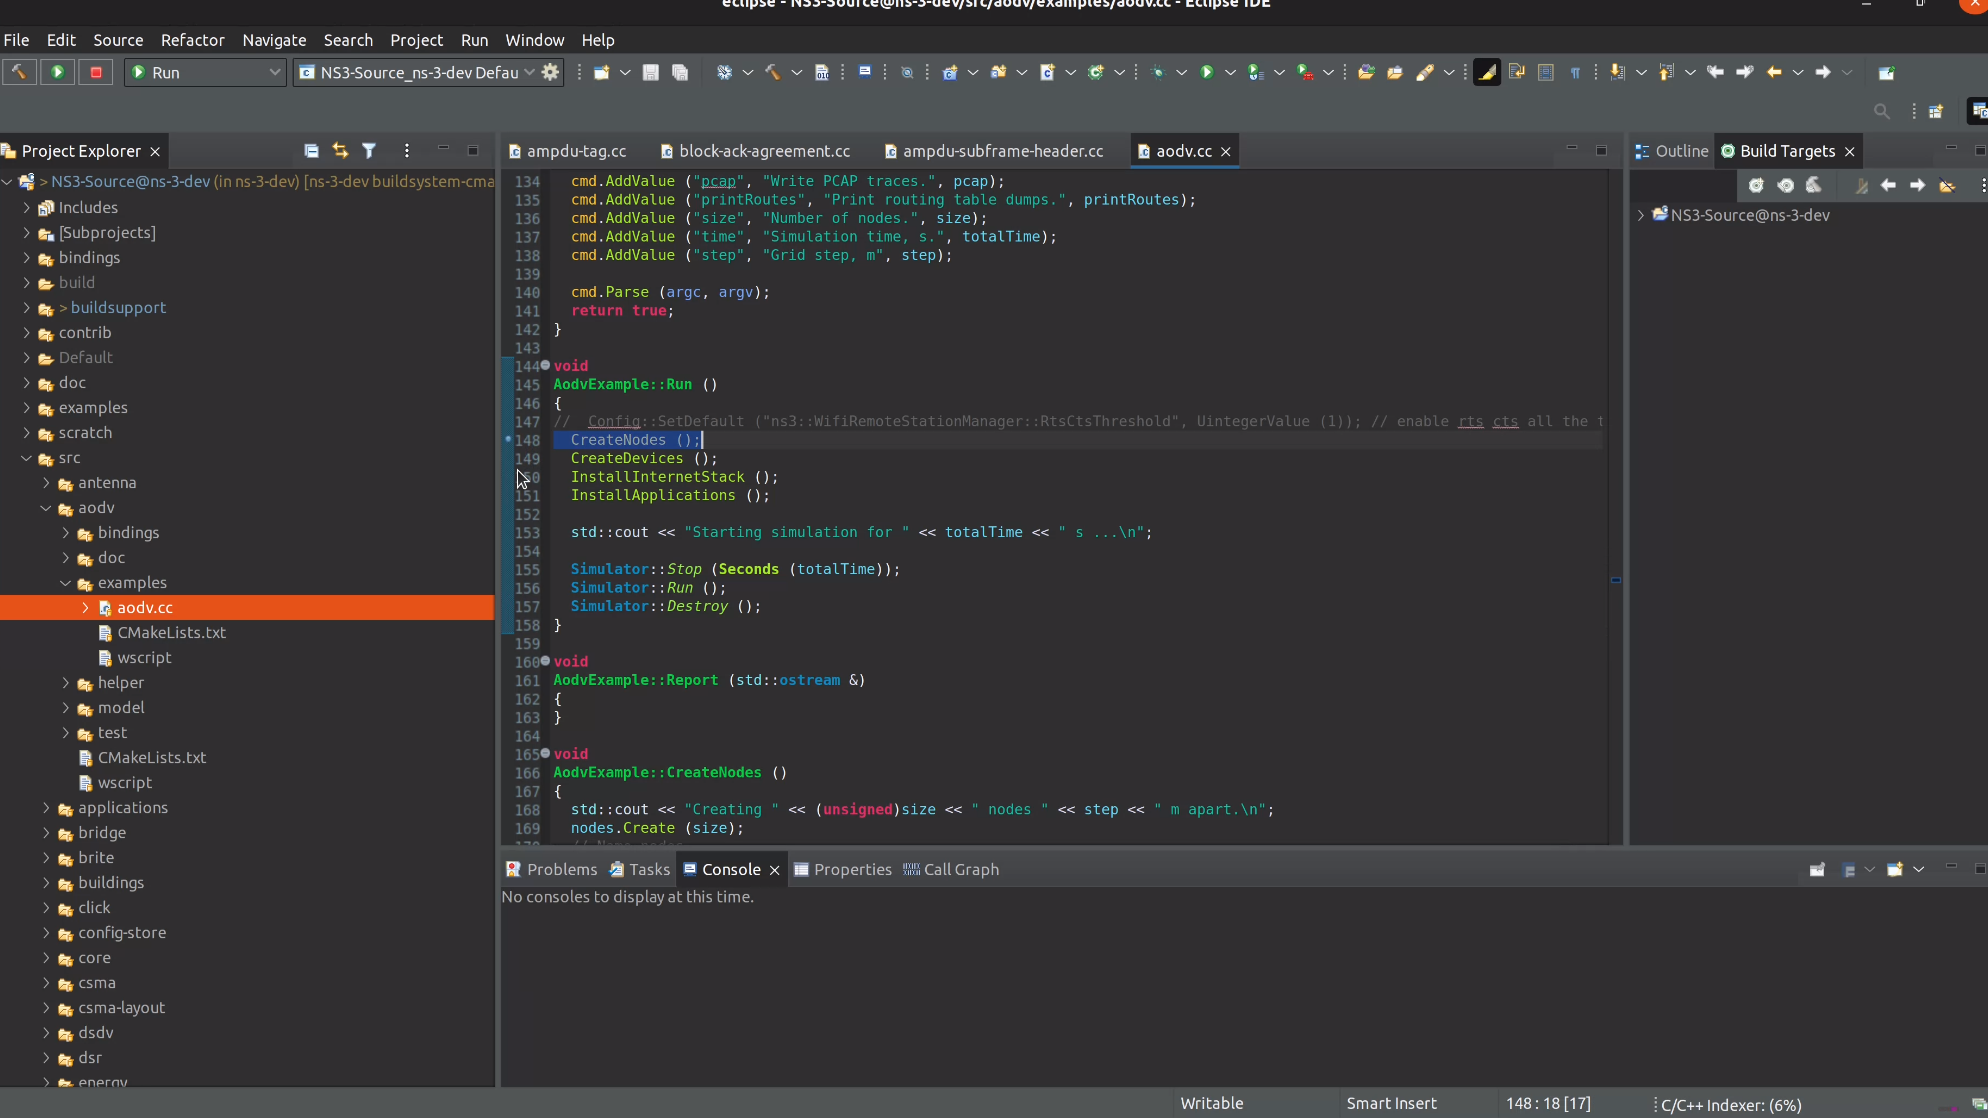 eclipse - NS3-Source@ns-3-dev/src/aodv/examples/aodv.cc - Eclipse IDE
File Edit Source Refactor Navigate Search Project Run Window Help
Run NS3-Source_ns-3-dev Defau
Project Explorer
> NS3-Source@ns-3-dev (in ns-3-dev) [ns-3-dev buildsystem-cma
Includes
[Subprojects]
bindings
build
> buildsupport
contrib
Default
doc
examples
scratch
src
antenna
aodv
bindings
doc
examples
aodv.cc
CMakeLists.txt
wscript
helper
model
test
CMakeLists.txt
wscript
applications
bridge
brite
buildings
click
config-store
core
csma
csma-layout
dsdv
dsr
energy
ampdu-tag.cc block-ack-agreement.cc ampdu-subframe-header.cc aodv.cc
134 cmd.AddValue ("pcap", "Write PCAP traces.", pcap);
135 cmd.AddValue ("printRoutes", "Print routing table dumps.", printRoutes);
136 cmd.AddValue ("size", "Number of nodes.", size);
137 cmd.AddValue ("time", "Simulation time, s.", totalTime);
138 cmd.AddValue ("step", "Grid step, m", step);
139
140 cmd.Parse (argc, argv);
141 return true;
142 }
143
144 void
145 AodvExample::Run ()
146 {
147 // Config::SetDefault ("ns3::WifiRemoteStationManager::RtsCtsThreshold", UintegerValue (1)); // enable rts cts all the t
148 CreateNodes ();
149 CreateDevices ();
150 InstallInternetStack ();
151 InstallApplications ();
152
153 std::cout << "Starting simulation for " << totalTime << " s ...\n";
154
155 Simulator::Stop (Seconds (totalTime));
156 Simulator::Run ();
157 Simulator::Destroy ();
158 }
159
160 void
161 AodvExample::Report (std::ostream &)
162 {
163 }
164
165 void
166 AodvExample::CreateNodes ()
167 {
168 std::cout << "Creating " << (unsigned)size << " nodes " << step << " m apart.\n";
169 nodes.Create (size);
Outline Build Targets
NS3-Source@ns-3-dev
Problems Tasks Console Properties Call Graph
No consoles to display at this time.
Writable Smart Insert 148 : 18 [17] C/C++ Indexer: (6%)